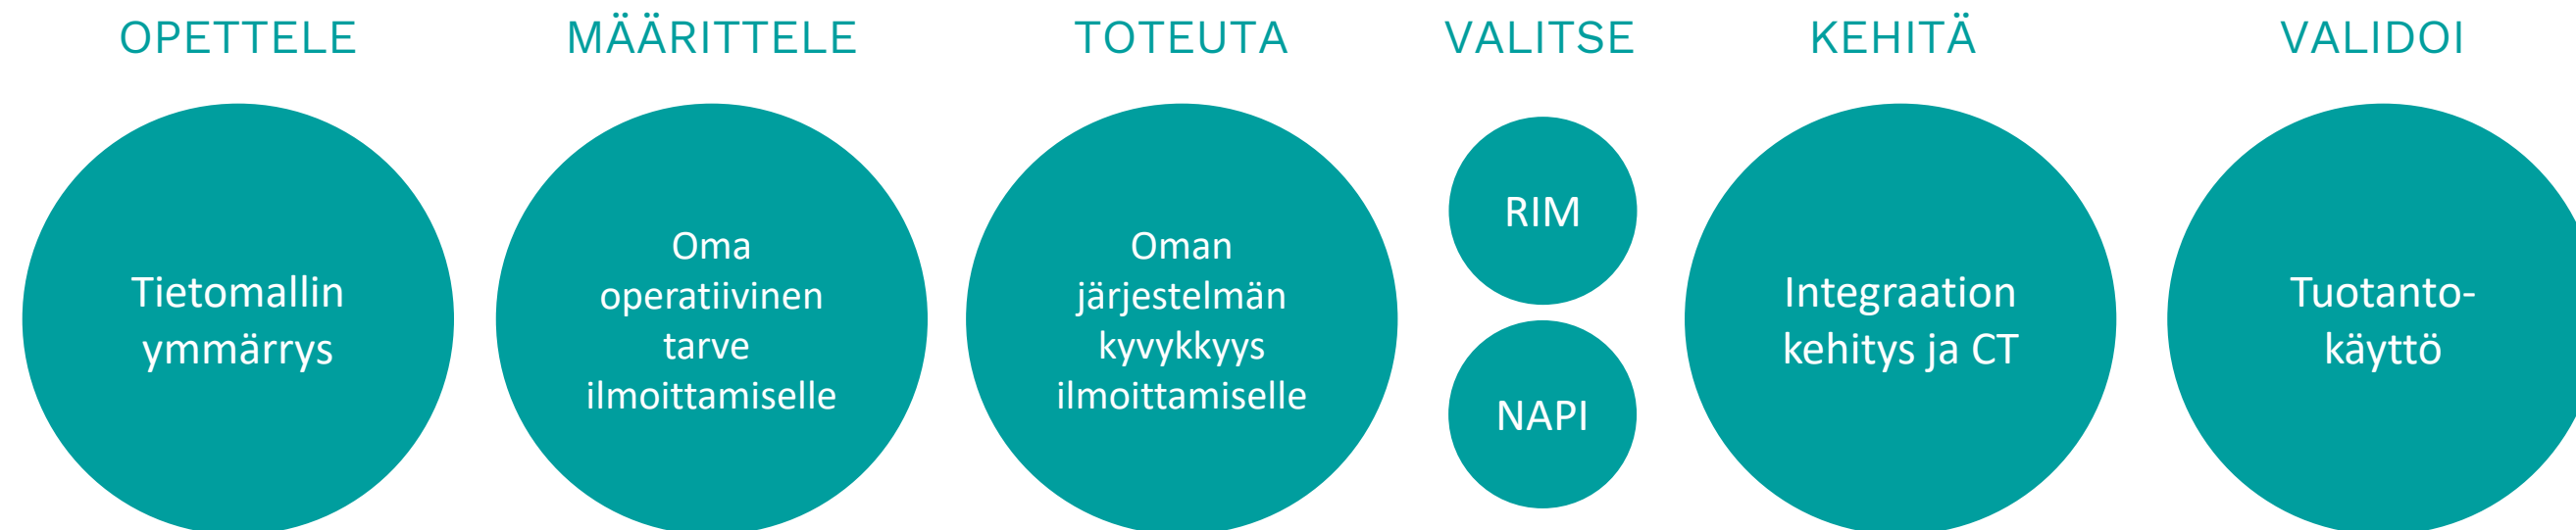 OPETTELE
MÄÄRITTELE
TOTEUTA
VALITSE
KEHITÄ
VALIDOI
Tietomallin
ymmärrys
Oma
operatiivinen
tarve
ilmoittamiselle
Oman
järjestelmän
kyvykkyys
ilmoittamiselle
RIM
NAPI
Integraation
kehitys ja CT
Tuotanto-
käyttö